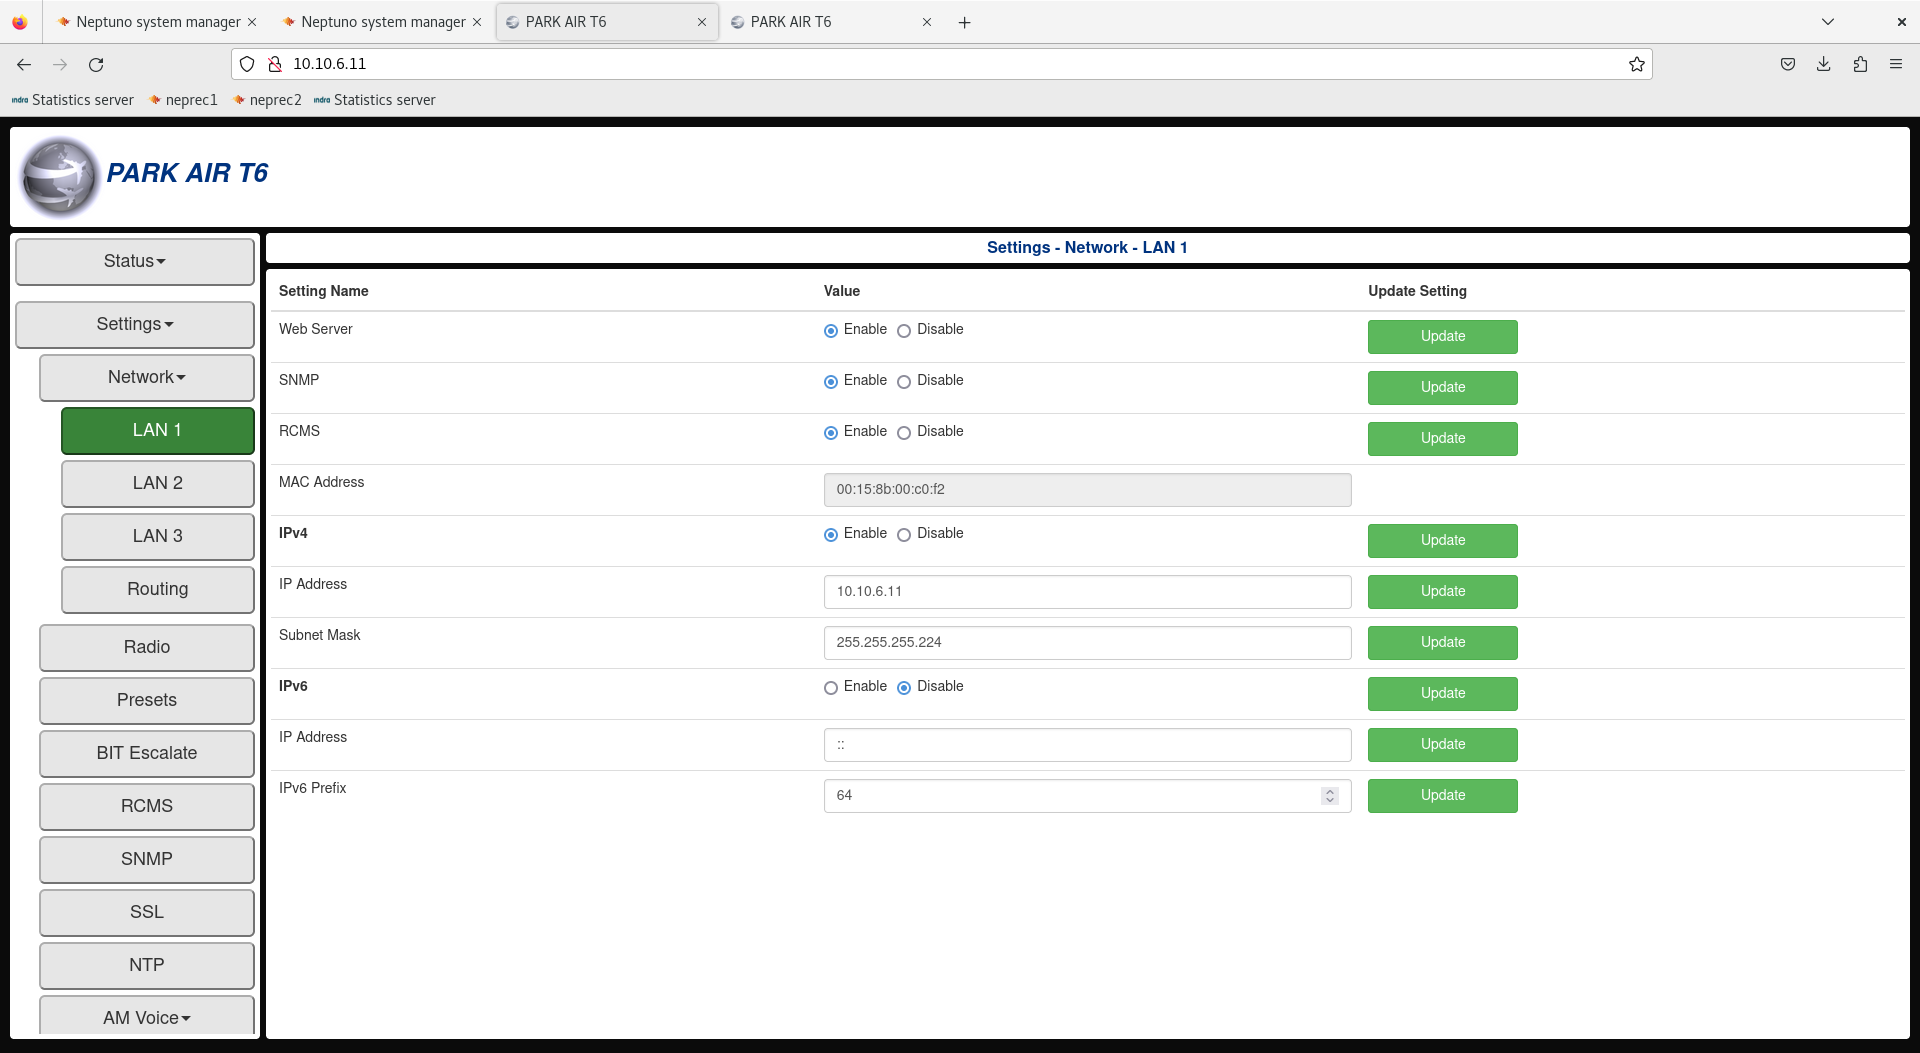 Neptuno system manager
Neptuno system manager
PARK AIR T6
PARK AIR T6
10.10.6.11
indra Statistics server
neprec1
neprec2
indra Statistics server
PARK AIR T6
Status
Settings
Network
LAN 1
LAN 2
LAN 3
Routing
Radio
Presets
BIT Escalate
RCMS
SNMP
SSL
NTP
AM Voice
Settings - Network - LAN 1
Setting Name Value Update Setting
Web Server Enable Disable Update
SNMP Enable Disable Update
RCMS Enable Disable Update
MAC Address 00:15:8b:00:c0:f2
IPv4 Enable Disable Update
IP Address 10.10.6.11 Update
Subnet Mask 255.255.255.224 Update
IPv6 Enable Disable Update
IP Address :: Update
IPv6 Prefix 64 Update